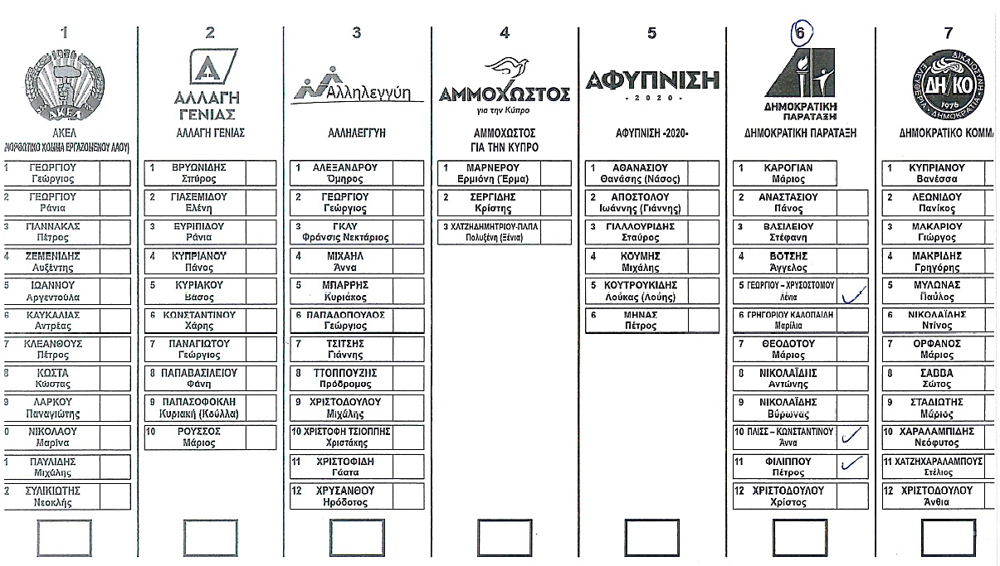 1
1926
ΑΚΕΛ
ΑΚΕΛ
ΝΟΡΘΩΤΙΚΟ ΚΟΜΜΑ ΕΡΓΑΖΟΜΕΝΟΥ ΛΑΟΥ)
1 ΓΕΩΡΓΙΟΥ
Γεώργιος
2 ΓΕΩΡΓΙΟΥ
Ράνια
3 ΓΙΑΝΝΑΚΑΣ
Πέτρος
4 ΖΕΜΕΝΙΔΗΣ
Αυξέντης
5 ΙΩΑΝΝΟΥ
Αργεντούλα
6 ΚΑΥΚΑΛΙΑΣ
Αντρέας
7 ΚΛΕΑΝΘΟΥΣ
Πέτρος
8 ΚΩΣΤΑ
Κώστας
9 ΛΑΡΚΟΥ
Παναγιώτης
0 ΝΙΚΟΛΑΟΥ
Μαρίνα
1 ΠΑΥΛΙΔΗΣ
Μιχάλης
2 ΣΥΛΙΚΙΩΤΗΣ
Νεοκλής
2
Α
ΑΛΛΑΓΗ
ΓΕΝΙΑΣ
ΑΛΛΑΓΗ ΓΕΝΙΑΣ
1 ΒΡΥΩΝΙΔΗΣ
Σπύρος
2 ΓΙΑΣΕΜΙΔΟΥ
Ελένη
3 ΕΥΡΙΠΙΔΟΥ
Ράνια
4 ΚΥΠΡΙΑΝΟΥ
Πάνος
5 ΚΥΡΙΑΚΟΥ
Βάσος
6 ΚΩΝΣΤΑΝΤΙΝΟΥ
Χάρης
7 ΠΑΝΑΓΙΩΤΟΥ
Γεώργιος
8 ΠΑΠΑΒΑΣΙΛΕΙΟΥ
Φάνη
9 ΠΑΠΑΣΟΦΟΚΛΗ
Κυριακή (Κούλλα)
10 ΡΟΥΣΣΟΣ
Μάριος
3
Αλληλεγγύη
ΑΛΛΗΛΕΓΓΥΗ
1 ΑΛΕΞΑΝΔΡΟΥ
Όμηρος
2 ΓΕΩΡΓΙΟΥ
Γεώργιος
3 ΓΚΑΥ
Φράνσις Νεκτάριος
4 ΜΙΧΑΗΛ
Άννα
5 ΜΠΑΡΡΗΣ
Κυριάκος
6 ΠΑΠΑΔΟΠΟΥΛΟΣ
Γεώργιος
7 ΤΣΙΤΣΗΣ
Γιάννης
8 ΤΤΟΠΠΟΥΖΗΣ
Πρόδρομος
9 ΧΡΙΣΤΟΔΟΥΛΟΥ
Μιχάλης
10 ΧΡΙΣΤΟΦΗ ΤΣΙΟΠΠΗΣ
Χριστάκης
11 ΧΡΙΣΤΟΦΙΔΗ
Γάατα
12 ΧΡΥΣΑΝΘΟΥ
Ηρόδοτος
4
ΑΜΜΟΧΩΣΤΟΣ
για την Κύπρο
ΑΜΜΟΧΩΣΤΟΣ
ΓΙΑ ΤΗΝ ΚΥΠΡΟ
1 ΜΑΡΝΕΡΟΥ
Ερμιόνη (Έρμα)
2 ΣΕΡΓΙΔΗΣ
Κρίστης
3 ΧΑΤΖΗΔΗΜΗΤΡΙΟΥ-ΠΑΠΑ
Πολυξένη (Ξένια)
5
ΑΦΥΠΝΙΣΗ
- 2020 -
ΑΦΥΠΝΙΣΗ -2020-
1 ΑΘΑΝΑΣΙΟΥ
Θανάσης (Νάσος)
2 ΑΠΟΣΤΟΛΟΥ
Ιωάννης (Γιάννης)
3 ΓΙΑΛΛΟΥΡΙΔΗΣ
Σταύρος
4 ΚΟΥΜΗΣ
Μιχάλης
5 ΚΟΥΤΡΟΥΚΙΔΗΣ
Λούκας (Λούης)
6 ΜΗΝΑΣ
Πέτρος
6
ΔΗΜΟΚΡΑΤΙΚΗ
ΠΑΡΑΤΑΞΗ
ΔΗΜΟΚΡΑΤΙΚΗ ΠΑΡΑΤΑΞΗ
1 ΚΑΡΟΓΙΑΝ
Μάριος
2 ΑΝΑΣΤΑΣΙΟΥ
Πάνος
3 ΒΑΣΙΛΕΙΟΥ
Στέφανη
4 ΒΟΤΣΗΣ
Άγγελος
5 ΓΕΩΡΓΙΟΥ – ΧΡΥΣΟΣΤΟΜΟΥ
Λένια
6 ΓΡΗΓΟΡΙΟΥ ΚΑΛΟΠΑΙΔΗ
Μαρίλια
7 ΘΕΟΔΟΤΟΥ
Μάριος
8 ΝΙΚΟΛΑΪΔΗΣ
Αντώνης
9 ΝΙΚΟΛΑΪΔΗΣ
Βύρωνας
10 ΠΛΙΣΣ – ΚΩΝΣΤΑΝΤΙΝΟΥ
Άννα
11 ΦΙΛΙΠΠΟΥ
Πέτρος
12 ΧΡΙΣΤΟΔΟΥΛΟΥ
Χρίστος
7
ΕΛΕΥΘΕΡΙΑ - ΔΗΜΟΚΡΑΤΙΑ - ΔΙΚΑΙΟΣΥΝΗ
ΔΗΚΟ
1976
ΔΗΜΟΚΡΑΤΙΚΟ ΚΟΜΜΑ
1 ΚΥΠΡΙΑΝΟΥ
Βανέσσα
2 ΛΕΩΝΙΔΟΥ
Πανίκος
3 ΜΑΚΑΡΙΟΥ
Γιώργος
4 ΜΑΚΡΙΔΗΣ
Γρηγόρης
5 ΜΥΛΩΝΑΣ
Παύλος
6 ΝΙΚΟΛΑΪΔΗΣ
Ντίνος
7 ΟΡΦΑΝΟΣ
Μάριος
8 ΣΑΒΒΑ
Σώτος
9 ΣΤΑΔΙΩΤΗΣ
Μάριος
10 ΧΑΡΑΛΑΜΠΙΔΗΣ
Νεόφυτος
11 ΧΑΤΖΗΧΑΡΑΛΑΜΠΟΥΣ
Στέλιος
12 ΧΡΙΣΤΟΔΟΥΛΟΥ
Άνθια